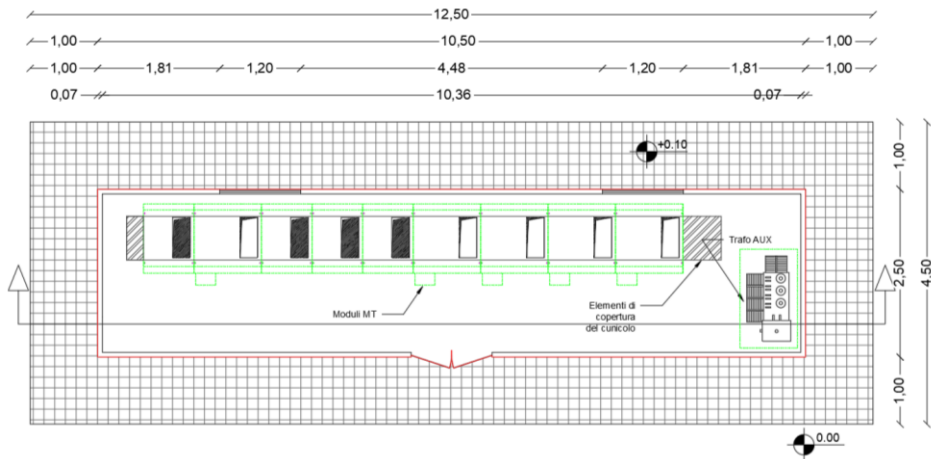 12,50
1,00 10,50 1,00
1,00 1,81 1,20 4,48 1,20 1,81 1,00
0,07 10,36 0,07
+0.10
1,00
Trafo AUX
2,50
4,50
Moduli MT
Elementi di
copertura
del cunicolo
1,00
0.00